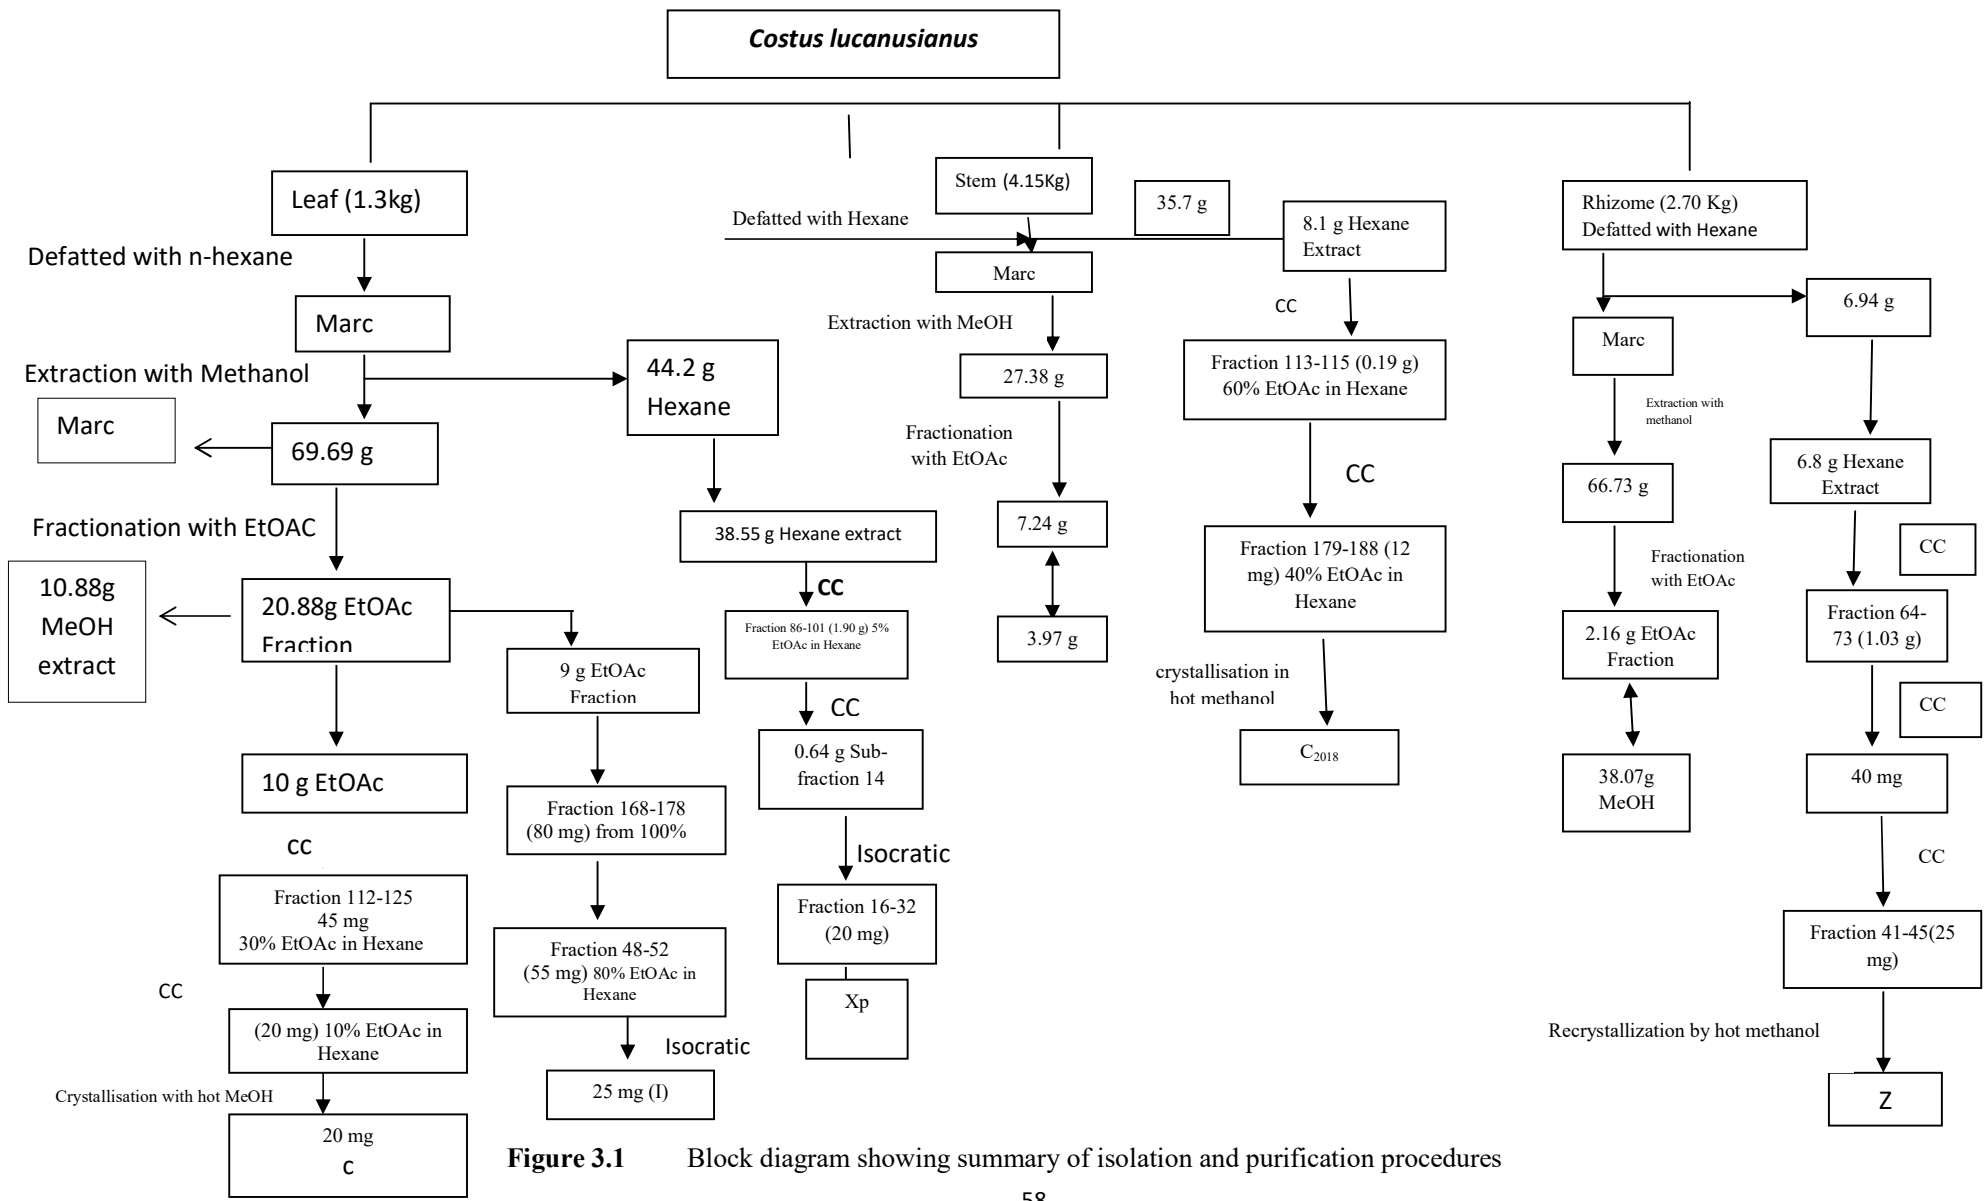 Costus lucanusianus
Leaf (1.3kg)
Defatted with n-hexane
Marc
Extraction with Methanol
44.2 g
Hexane
Marc
69.69 g
Fractionation with EtOAC
10.88g
MeOH
extract
20.88g EtOAc
Fraction
10 g EtOAc
cc
Fraction 112-125
45 mg
30% EtOAc in Hexane
CC
(20 mg) 10% EtOAc in
Hexane
Crystallisation with hot MeOH
20 mg
c
9 g EtOAc
Fraction
Fraction 168-178
(80 mg) from 100%
Fraction 48-52
(55 mg) 80% EtOAc in
Hexane
Isocratic
25 mg (I)
38.55 g Hexane extract
CC
Fraction 86-101 (1.90 g) 5%
EtOAc in Hexane
CC
0.64 g Sub-
fraction 14
Isocratic
Fraction 16-32
(20 mg)
Xp
Stem (4.15Kg)
Defatted with Hexane
35.7 g
8.1 g Hexane
Extract
Marc
Extraction with MeOH
27.38 g
Fractionation
with EtOAc
7.24 g
3.97 g
CC
Fraction 113-115 (0.19 g)
60% EtOAc in Hexane
CC
Fraction 179-188 (12
mg) 40% EtOAc in
Hexane
crystallisation in
hot methanol
C2018
Rhizome (2.70 Kg)
Defatted with Hexane
6.94 g
Marc
Extraction with
methanol
66.73 g
Fractionation
with EtOAc
2.16 g EtOAc
Fraction
38.07g
MeOH
6.8 g Hexane
Extract
CC
Fraction 64-
73 (1.03 g)
CC
40 mg
CC
Fraction 41-45(25
mg)
Recrystallization by hot methanol
Z
Figure 3.1 Block diagram showing summary of isolation and purification procedures
58